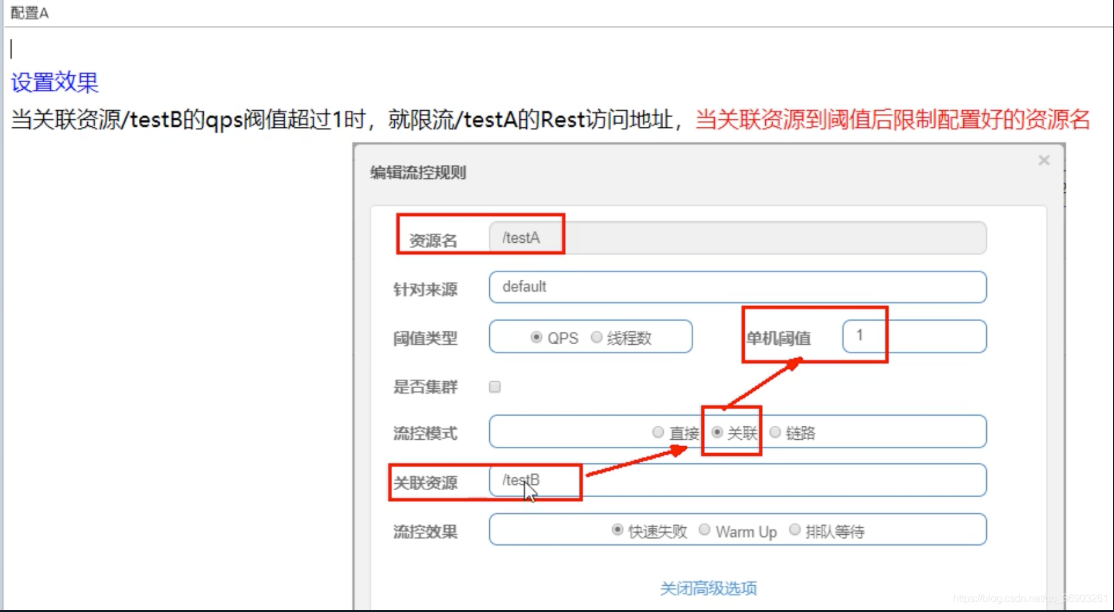 配置A
设置效果
当关联资源/testB的qps阀值超过1时，就限流/testA的Rest访问地址，当关联资源到阈值后限制配置好的资源名
编辑流控规则 ×
资源名 /testA
针对来源 default
阈值类型 QPS 线程数 单机阈值 1
是否集群
流控模式 直接 关联 链路
关联资源 /testB
流控效果 快速失败 Warm Up 排队等待
关闭高级选项